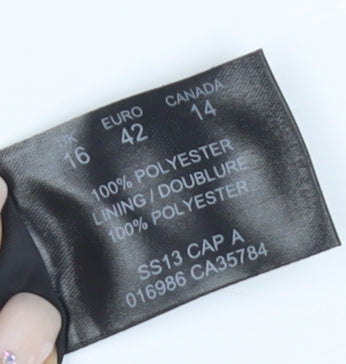 UK EURO CANADA
16 42 14
100% POLYESTER
LINING / DOUBLURE
100% POLYESTER
SS13 CAP A
016986 CA35784